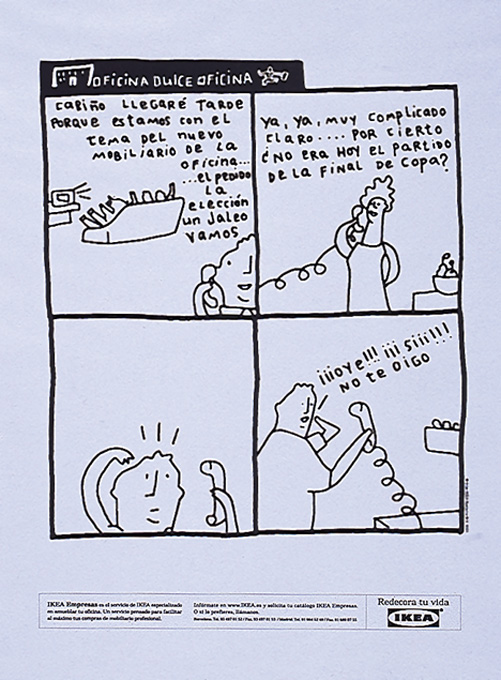 OFICINA DULCE OFICINA
CARIÑO LLEGARÉ TARDE
PORQUE ESTAMOS CON EL
TEMA DEL NUEVO
MOBILIARIO DE LA
OFICINA...
...EL PEDIDO
LA
ELECCIÓN
UN JALEO
VAMOS
YA, YA, MUY COMPLICADO
CLARO.... POR CIERTO
¿NO ERA HOY EL PARTIDO
DE LA FINAL DE COPA?
¡¡¡OYE!!! ¡¡¡SIII!!!
NO TE OIGO
IKEA Empresas es el servicio de IKEA especializado
en amueblar tu oficina. Un servicio pensado para facilitar
al máximo tus compras de mobiliario profesional.
Infórmate en www.IKEA.es y solicita tu catálogo IKEA Empresas.
O si lo prefieres, llámanos.
Redecora tu vida
IKEA